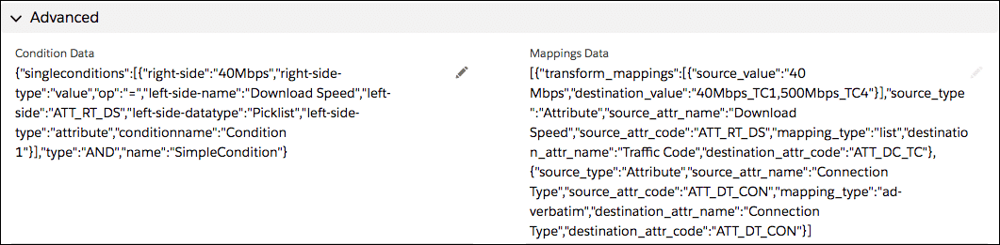 Advanced
Condition Data
{"singleconditions":[{"right-side":"40Mbps","right-side-
type":"value","op":"=","left-side-name":"Download Speed","left-
side":"ATT_RT_DS","left-side-datatype":"Picklist","left-side-
type":"attribute","conditionname":"Condition
1"}],"type":"AND","name":"SimpleCondition"}
Mappings Data
[{"transform_mappings":[{"source_value":"40
Mbps","destination_value":"40Mbps_TC1,500Mbps_TC4"}],"source_type
":"Attribute","source_attr_name":"Download
Speed","source_attr_code":"ATT_RT_DS","mapping_type":"list","destinatio
n_attr_name":"Traffic Code","destination_attr_code":"ATT_DC_TC"},
{"source_type":"Attribute","source_attr_name":"Connection
Type","source_attr_code":"ATT_DT_CON","mapping_type":"ad-
verbatim","destination_attr_name":"Connection
Type","destination_attr_code":"ATT_DT_CON"}]